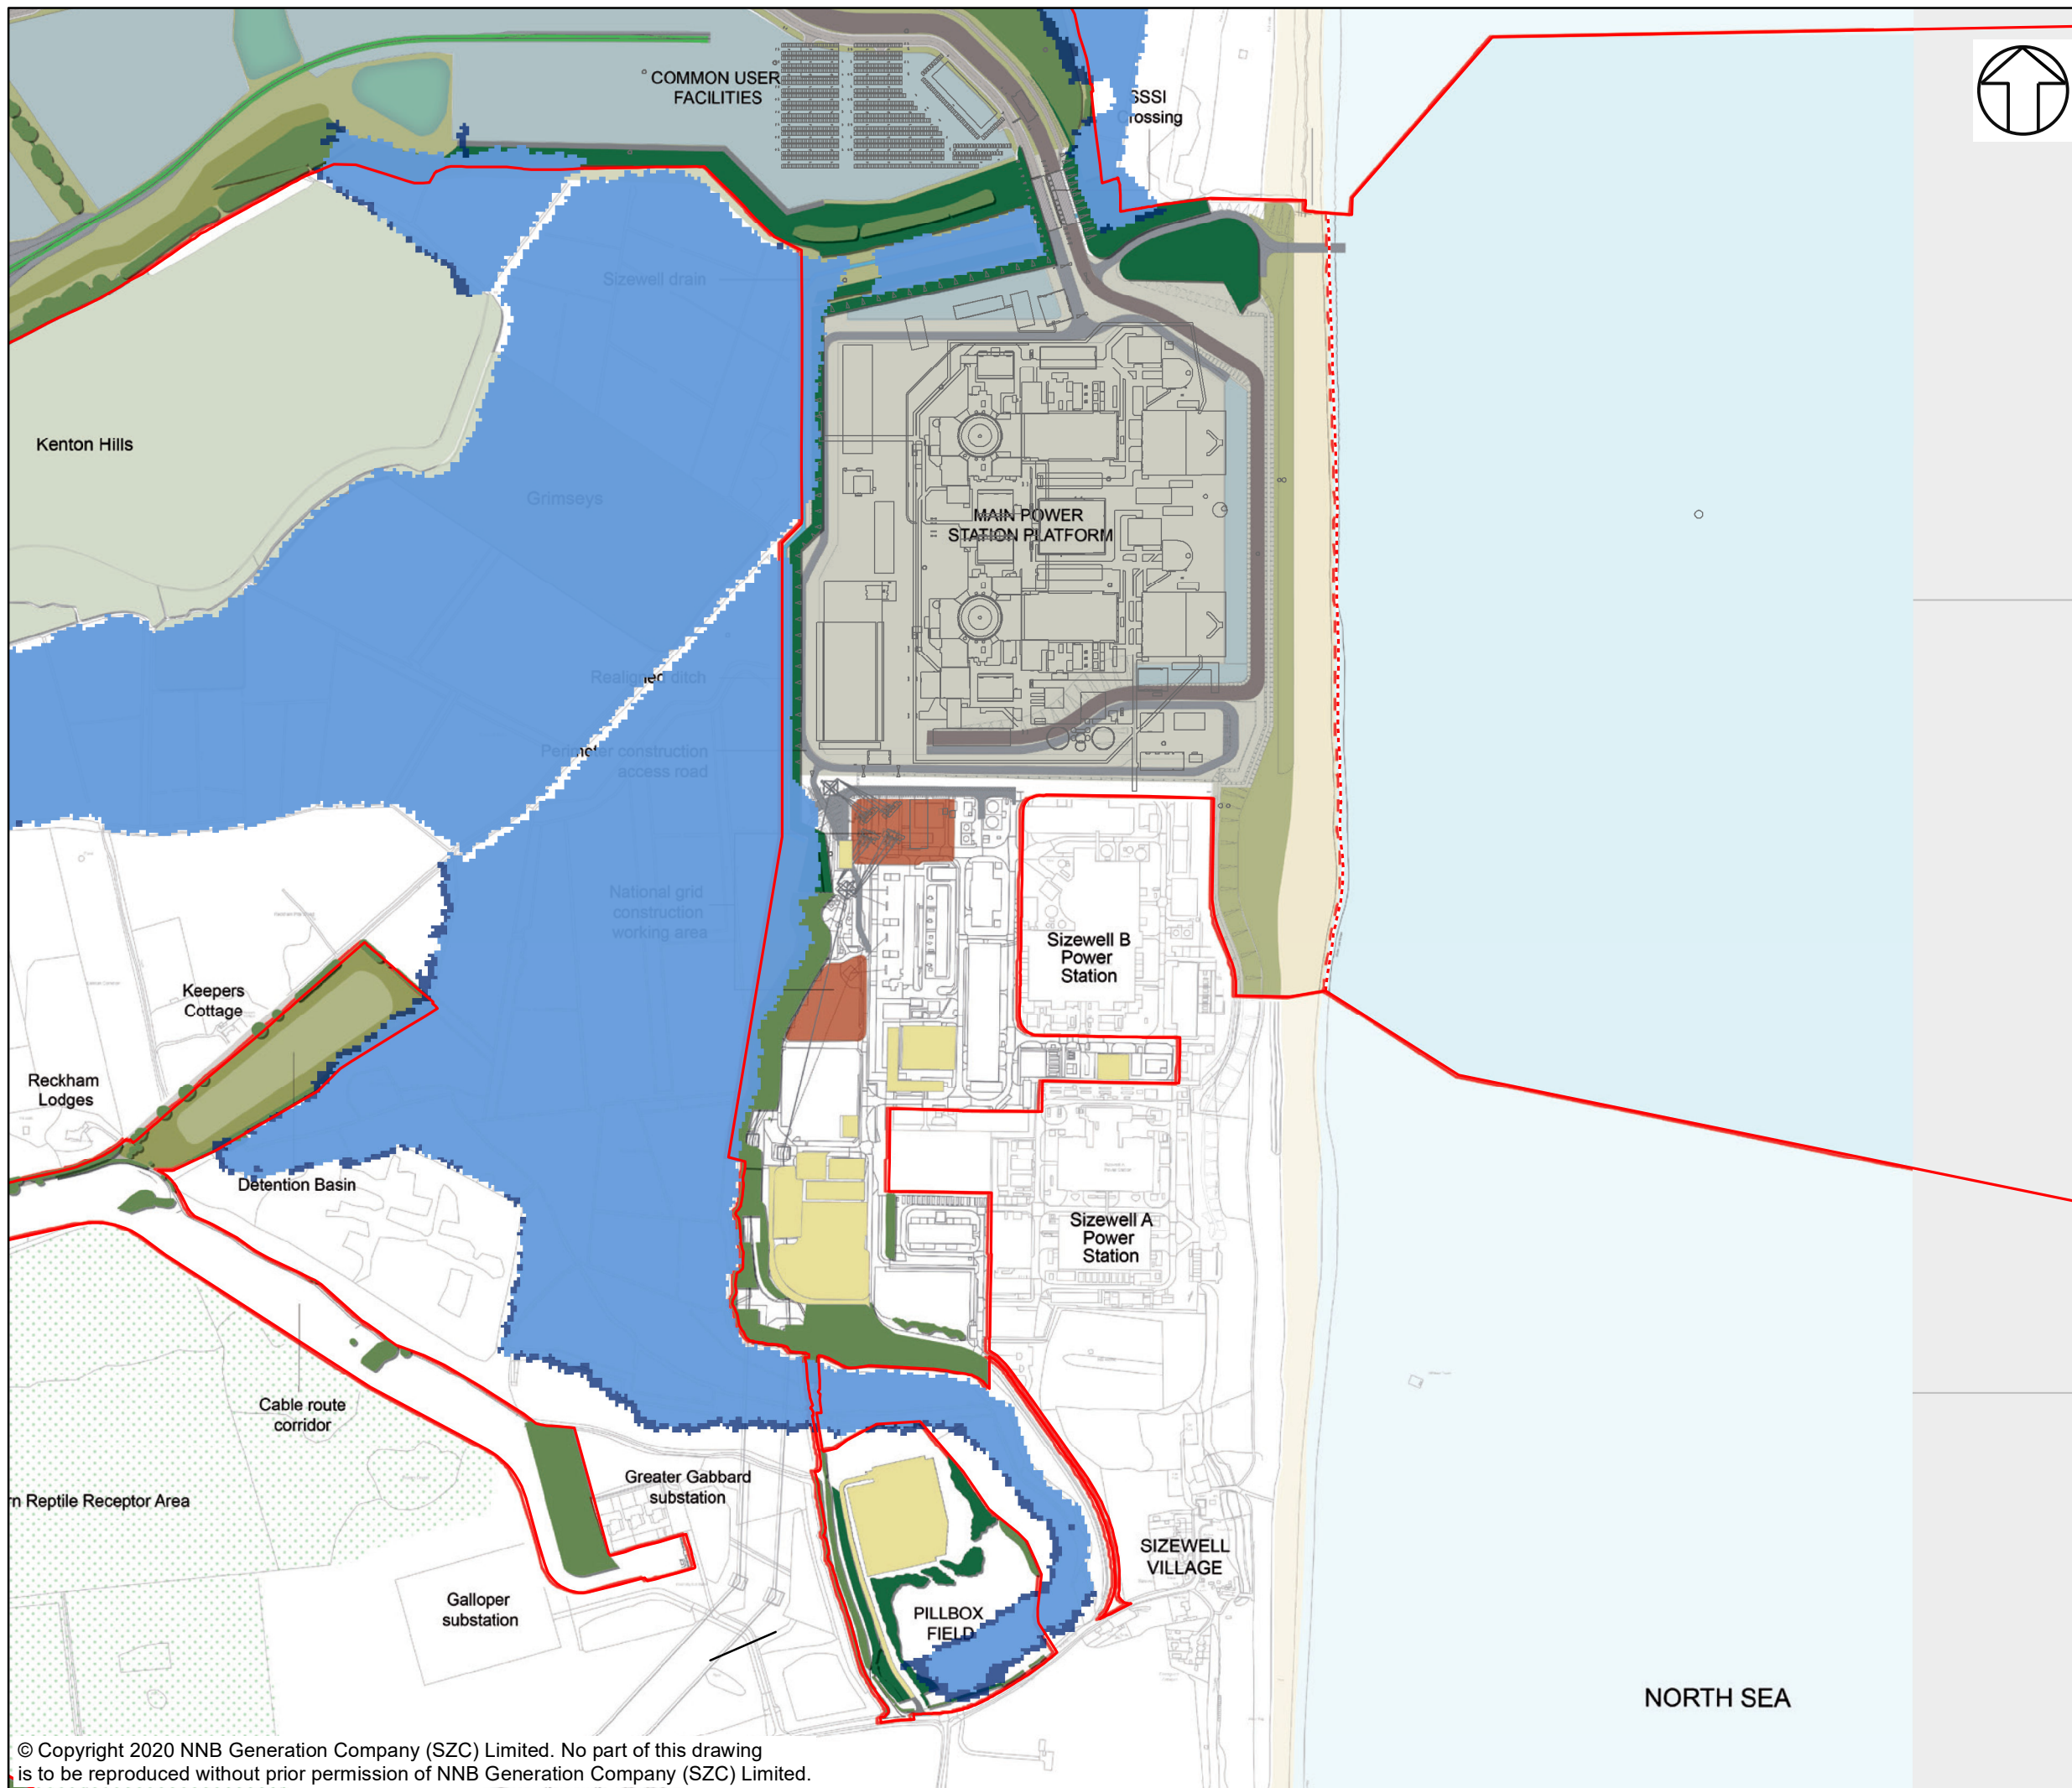 COMMON USER
FACILITIES
SSSI
Crossing
Sizewell drain
Kenton Hills
Grimseys
MAIN POWER
STATION PLATFORM
Realigned ditch
Perimeter construction
access road
National grid
construction
working area
Sizewell B
Power
Station
Keepers
Cottage
Reckham
Lodges
Detention Basin
Sizewell A
Power
Station
Cable route
corridor
Greater Gabbard
substation
rn Reptile Receptor Area
SIZEWELL
VILLAGE
Galloper
substation
PILLBOX
FIELD
NORTH SEA
© Copyright 2020 NNB Generation Company (SZC) Limited. No part of this drawing
is to be reproduced without prior permission of NNB Generation Company (SZC) Limited.